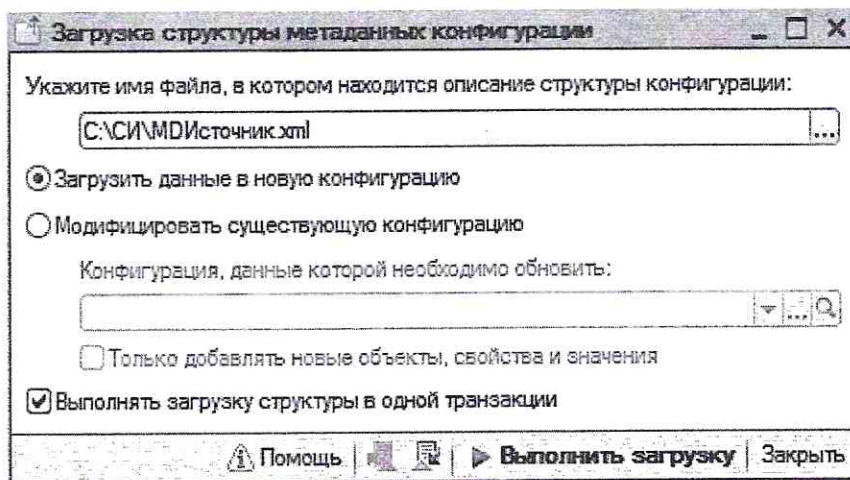 Загрузка структуры метаданных конфигурации
Укажите имя файла, в котором находится описание структуры конфигурации:
C:\СИ\MDИсточник.xml
Загрузить данные в новую конфигурацию
Модифицировать существующую конфигурацию
Конфигурация, данные которой необходимо обновить:
Только добавлять новые объекты, свойства и значения
Выполнять загрузку структуры в одной транзакции
Помощь Выполнить загрузку Закрыть